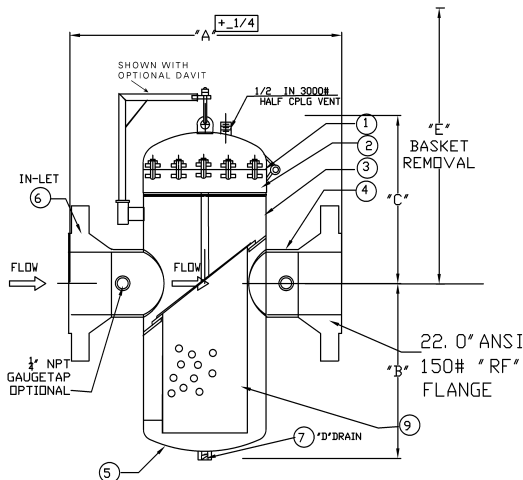 "A" +_1/4
SHOWN WITH
OPTIONAL DAVIT
1/2 IN 3000#
HALF CPLG VENT
"E"
BASKET
REMOVAL
1
2
3
4
"C"
IN-LET
6
FLOW
FLOW
1/4" NPT
GAUGETAP
OPTIONAL
22.0" ANSI
150# "RF"
FLANGE
"B"
9
7 "D"DRAIN
5